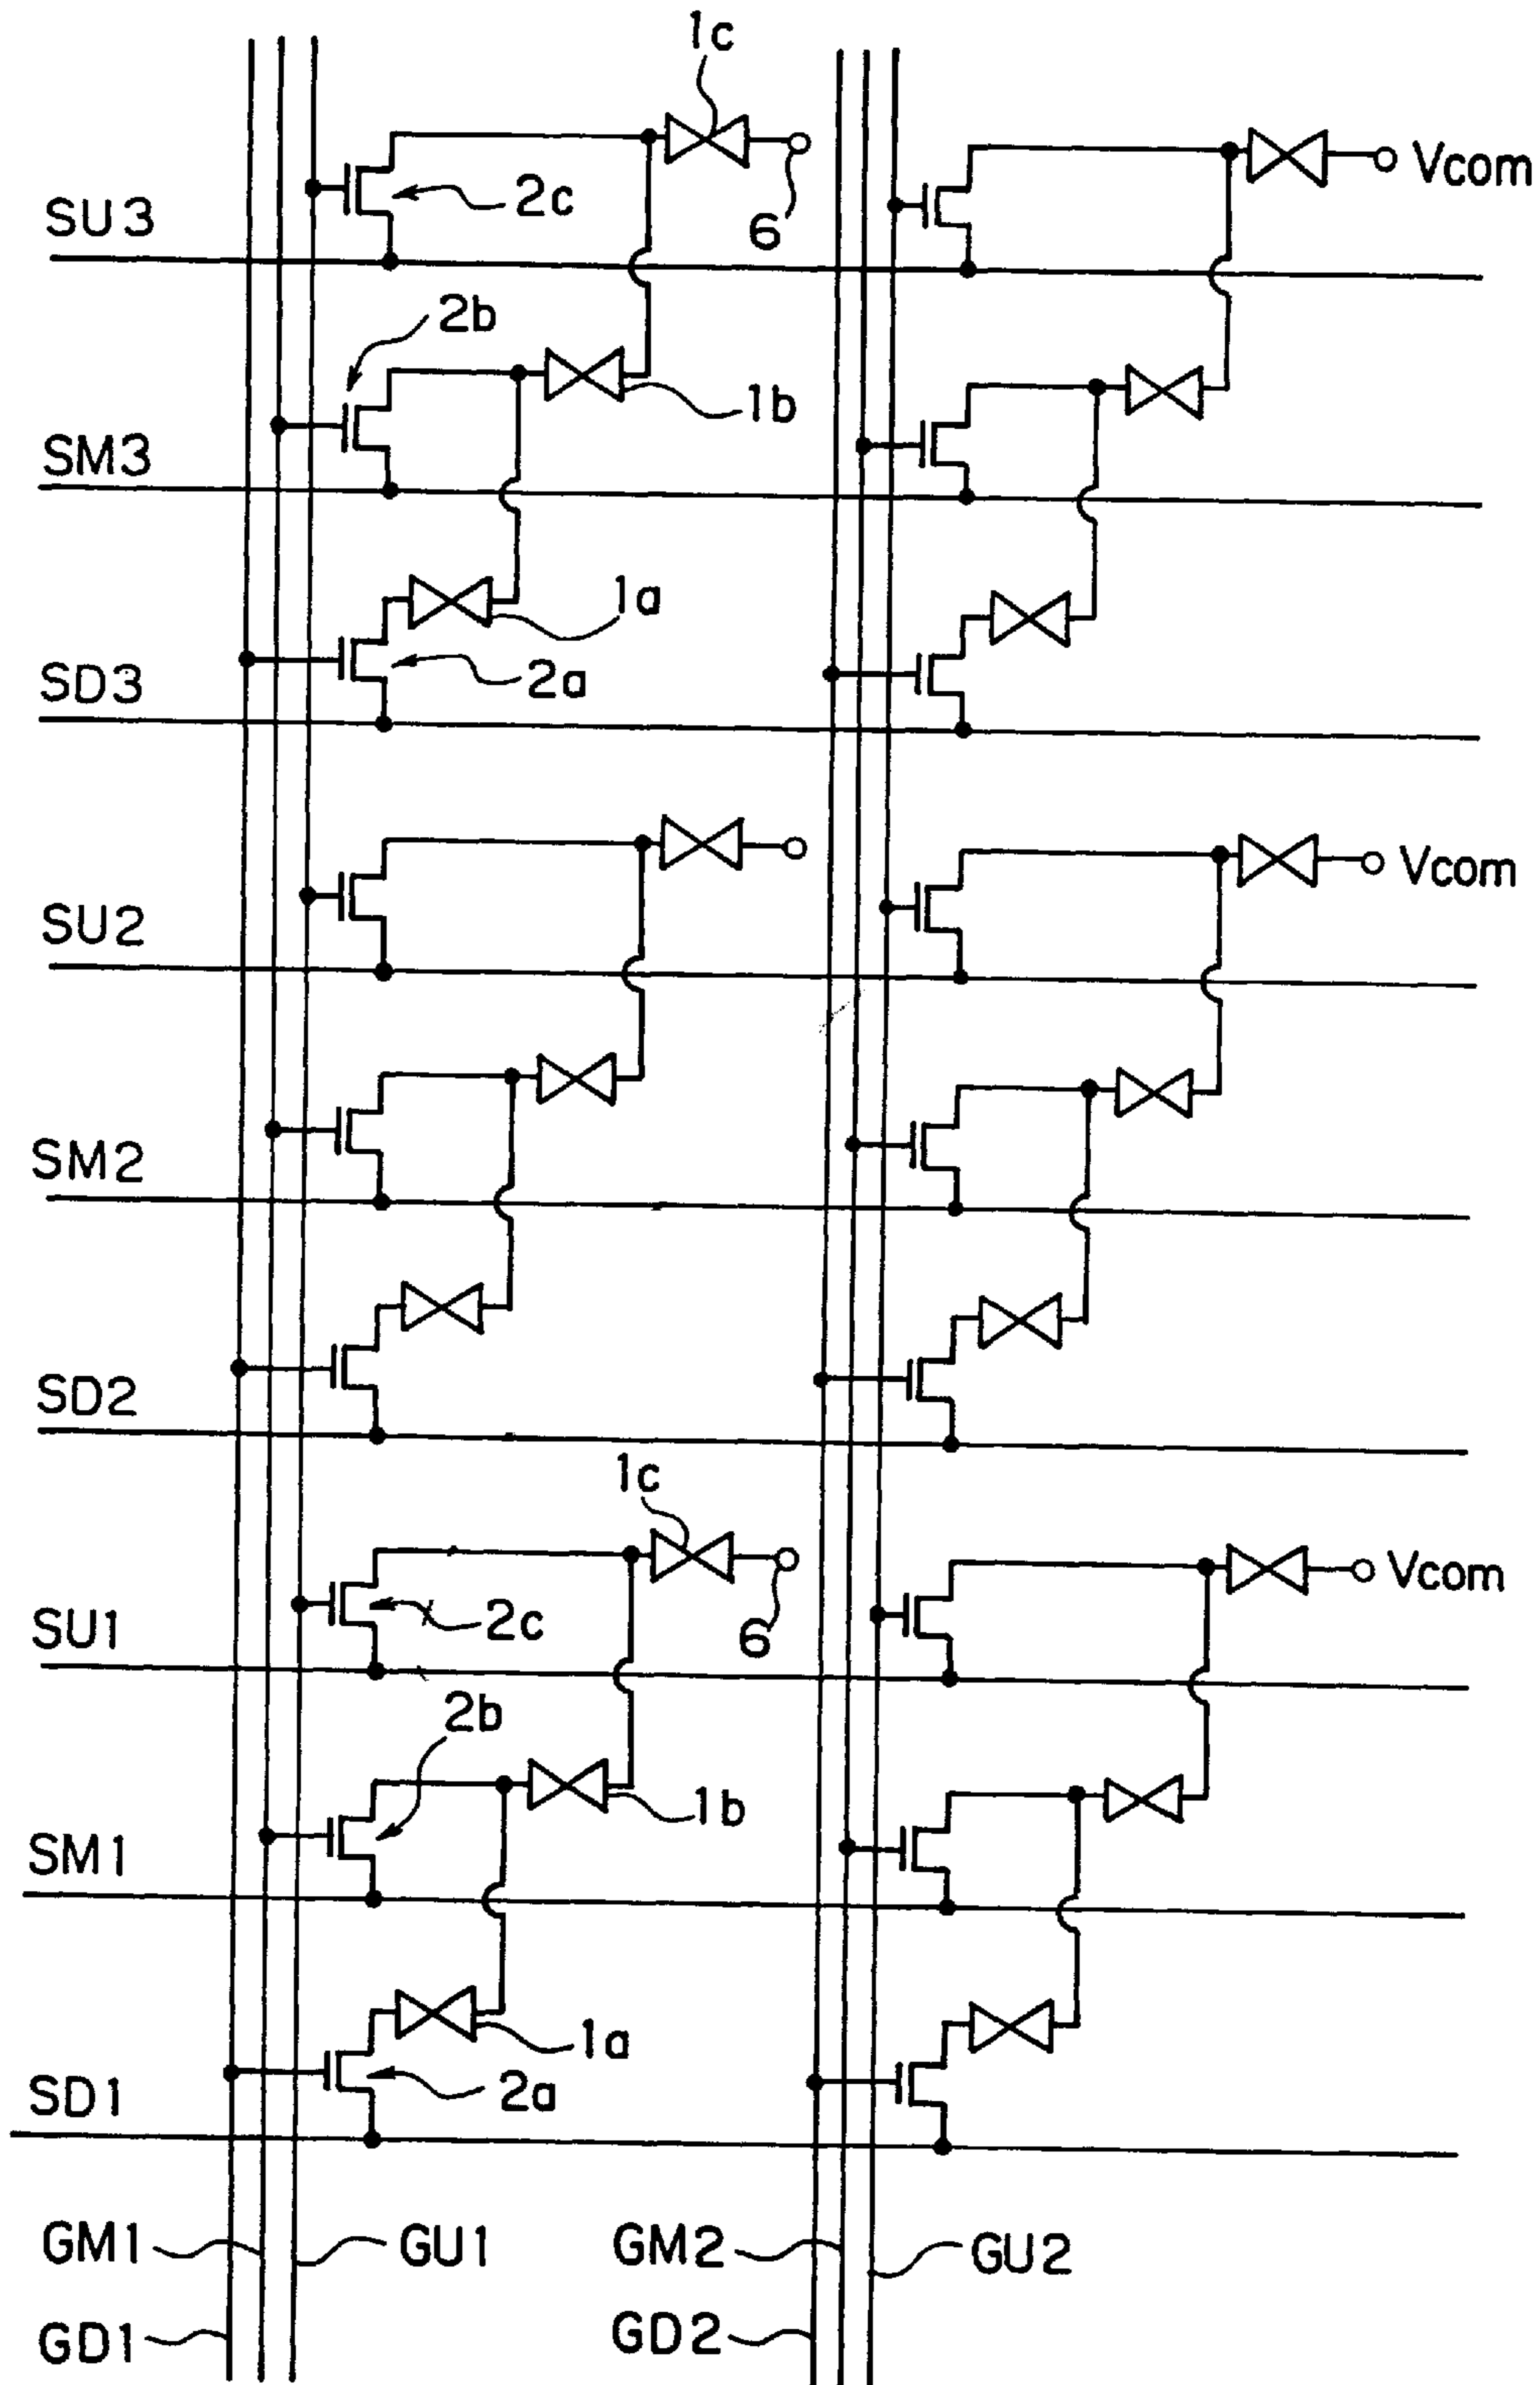 1c
2c
6
Vcom
SU3
2b
1b
SM3
1a
2a
SD3
Vcom
SU2
SM2
SD2
1c
Vcom
2c
6
SU1
2b
1b
SM1
1a
2a
SD1
GM1
GU1
GM2
GU2
GD1
GD2